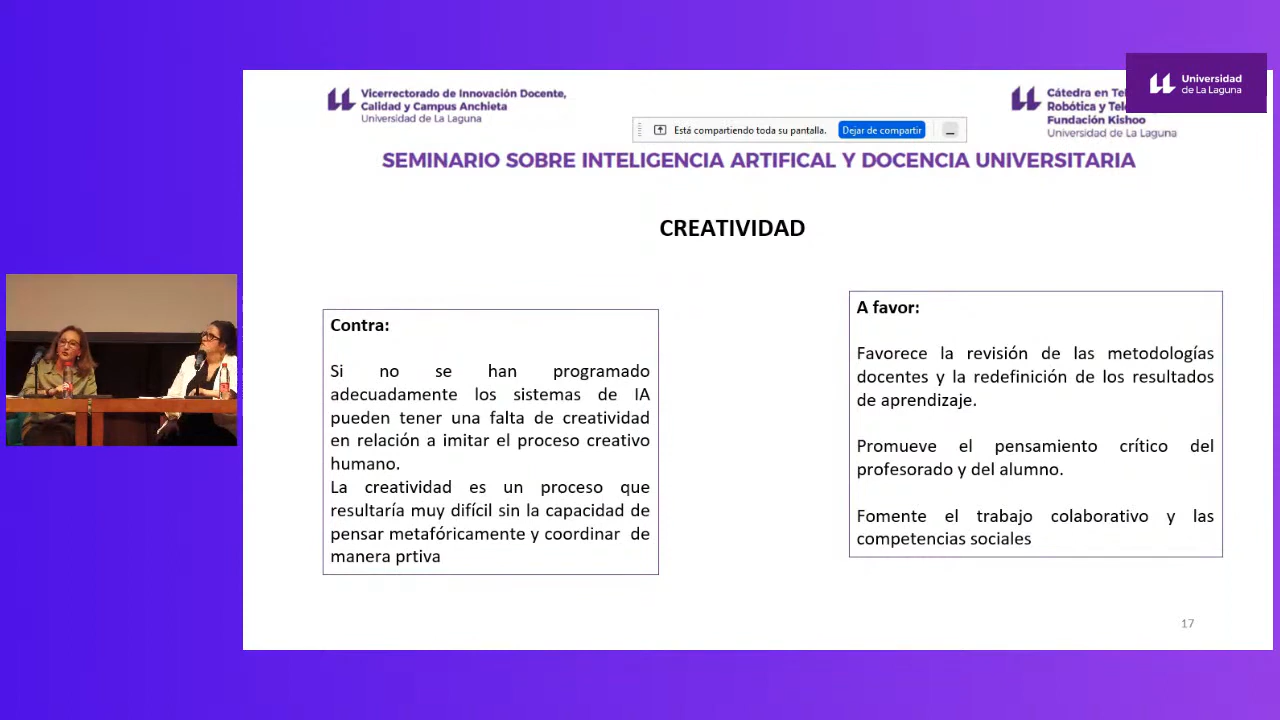 Vicerrectorado de Innovación Docente,
Calidad y Campus Anchieta
Universidad de La Laguna
Cátedra en
Robótica y
Fundación Kishoo
Universidad de La Laguna
Universidad
de La Laguna
Está compartiendo toda su pantalla.
Dejar de compartir
SEMINARIO SOBRE INTELIGENCIA ARTIFICAL Y DOCENCIA UNIVERSITARIA
CREATIVIDAD
Contra:
Si no se han programado
adecuadamente los sistemas de IA
pueden tener una falta de creatividad
en relación a imitar el proceso creativo
humano.
La creatividad es un proceso que
resultaría muy difícil sin la capacidad de
pensar metafóricamente y coordinar de
manera prtiva
A favor:
Favorece la revisión de las metodologías
docentes y la redefinición de los resultados
de aprendizaje.
Promueve el pensamiento crítico del
profesorado y del alumno.
Fomente el trabajo colaborativo y las
competencias sociales
17